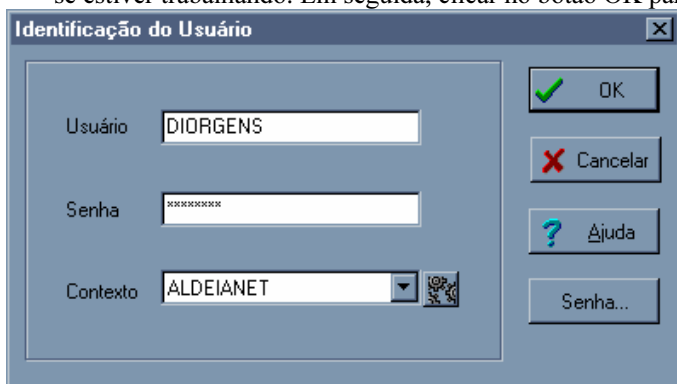 se estiver trabalhando. Em seguida, clicar no botão OK par
Identificação do Usuário
Usuário DIORGENS
Senha ********
Contexto ALDEIANET
OK
Cancelar
Ajuda
Senha...